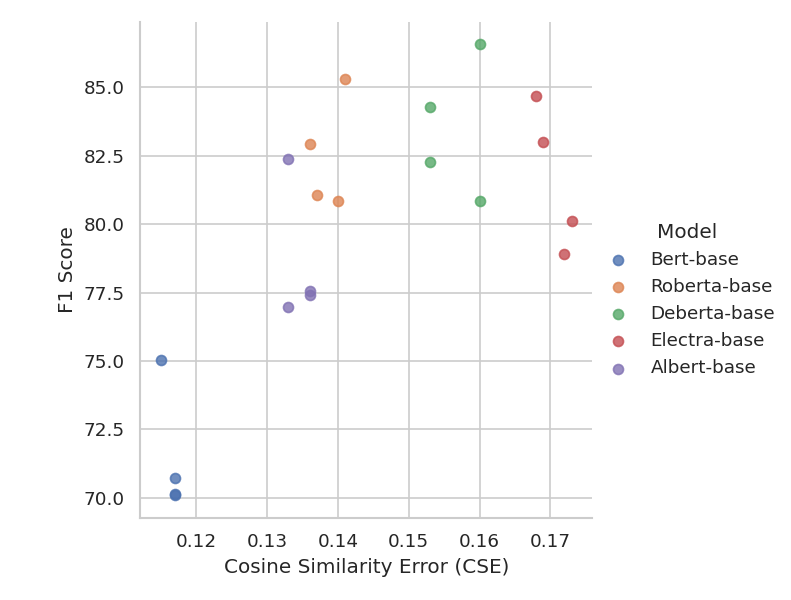 85.0
82.5
80.0
77.5
75.0
72.5
70.0
F1 Score
0.12 0.13 0.14 0.15 0.16 0.17
Cosine Similarity Error (CSE)
Model
Bert-base
Roberta-base
Deberta-base
Electra-base
Albert-base